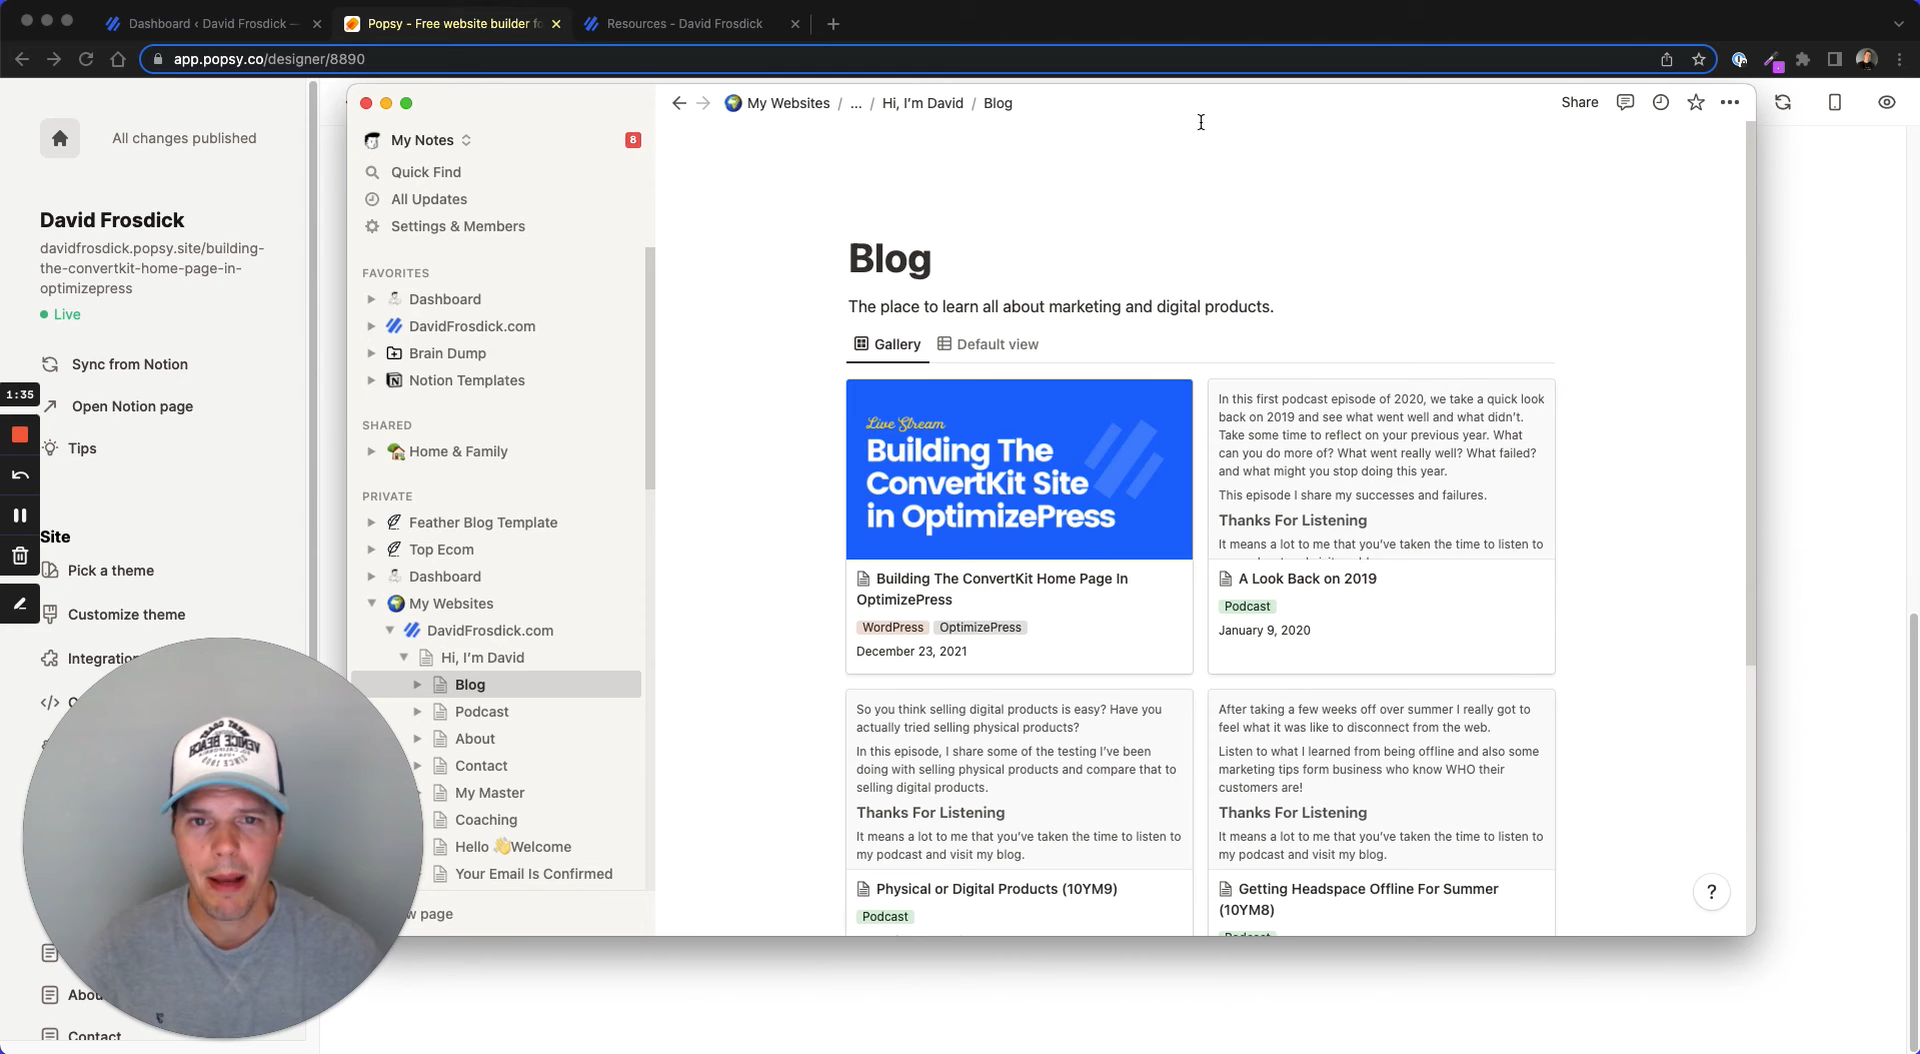 Dashboard ‹ David Frosdick —
Popsy - Free website builder fo
Resources - David Frosdick
app.popsy.co/designer/8890
All changes published
David Frosdick
davidfrosdick.popsy.site/building-
the-convertkit-home-page-in-
optimizepress
Live
Sync from Notion
1:35
Open Notion page
Tips
Site
Pick a theme
Customize theme
Integration
Abou
Contact
My Notes
8
Quick Find
All Updates
Settings & Members
FAVORITES
Dashboard
DavidFrosdick.com
Brain Dump
Notion Templates
SHARED
Home & Family
PRIVATE
Feather Blog Template
Top Ecom
Dashboard
My Websites
DavidFrosdick.com
Hi, I'm David
Blog
Podcast
About
Contact
My Master
Coaching
Hello 👋Welcome
Your Email Is Confirmed
w page
My Websites / ... / Hi, I'm David / Blog
Share
Blog
The place to learn all about marketing and digital products.
Gallery
Default view
Live Stream
Building The
ConvertKit Site
in OptimizePress
Building The ConvertKit Home Page In
OptimizePress
WordPress OptimizePress
December 23, 2021
In this first podcast episode of 2020, we take a quick look
back on 2019 and see what went well and what didn't.
Take some time to reflect on your previous year. What
can you do more of? What went really well? What failed?
and what might you stop doing this year.
This episode I share my successes and failures.
Thanks For Listening
It means a lot to me that you've taken the time to listen to
A Look Back on 2019
Podcast
January 9, 2020
So you think selling digital products is easy? Have you
actually tried selling physical products?
In this episode, I share some of the testing I've been
doing with selling physical products and compare that to
selling digital products.
Thanks For Listening
It means a lot to me that you've taken the time to listen to
my podcast and visit my blog.
Physical or Digital Products (10YM9)
Podcast
After taking a few weeks off over summer I really got to
feel what it was like to disconnect from the web.
Listen to what I learned from being offline and also some
marketing tips form business who know WHO their
customers are!
Thanks For Listening
It means a lot to me that you've taken the time to listen to
my podcast and visit my blog.
Getting Headspace Offline For Summer
(10YM8)
Podcast
?
VENICE BEACH